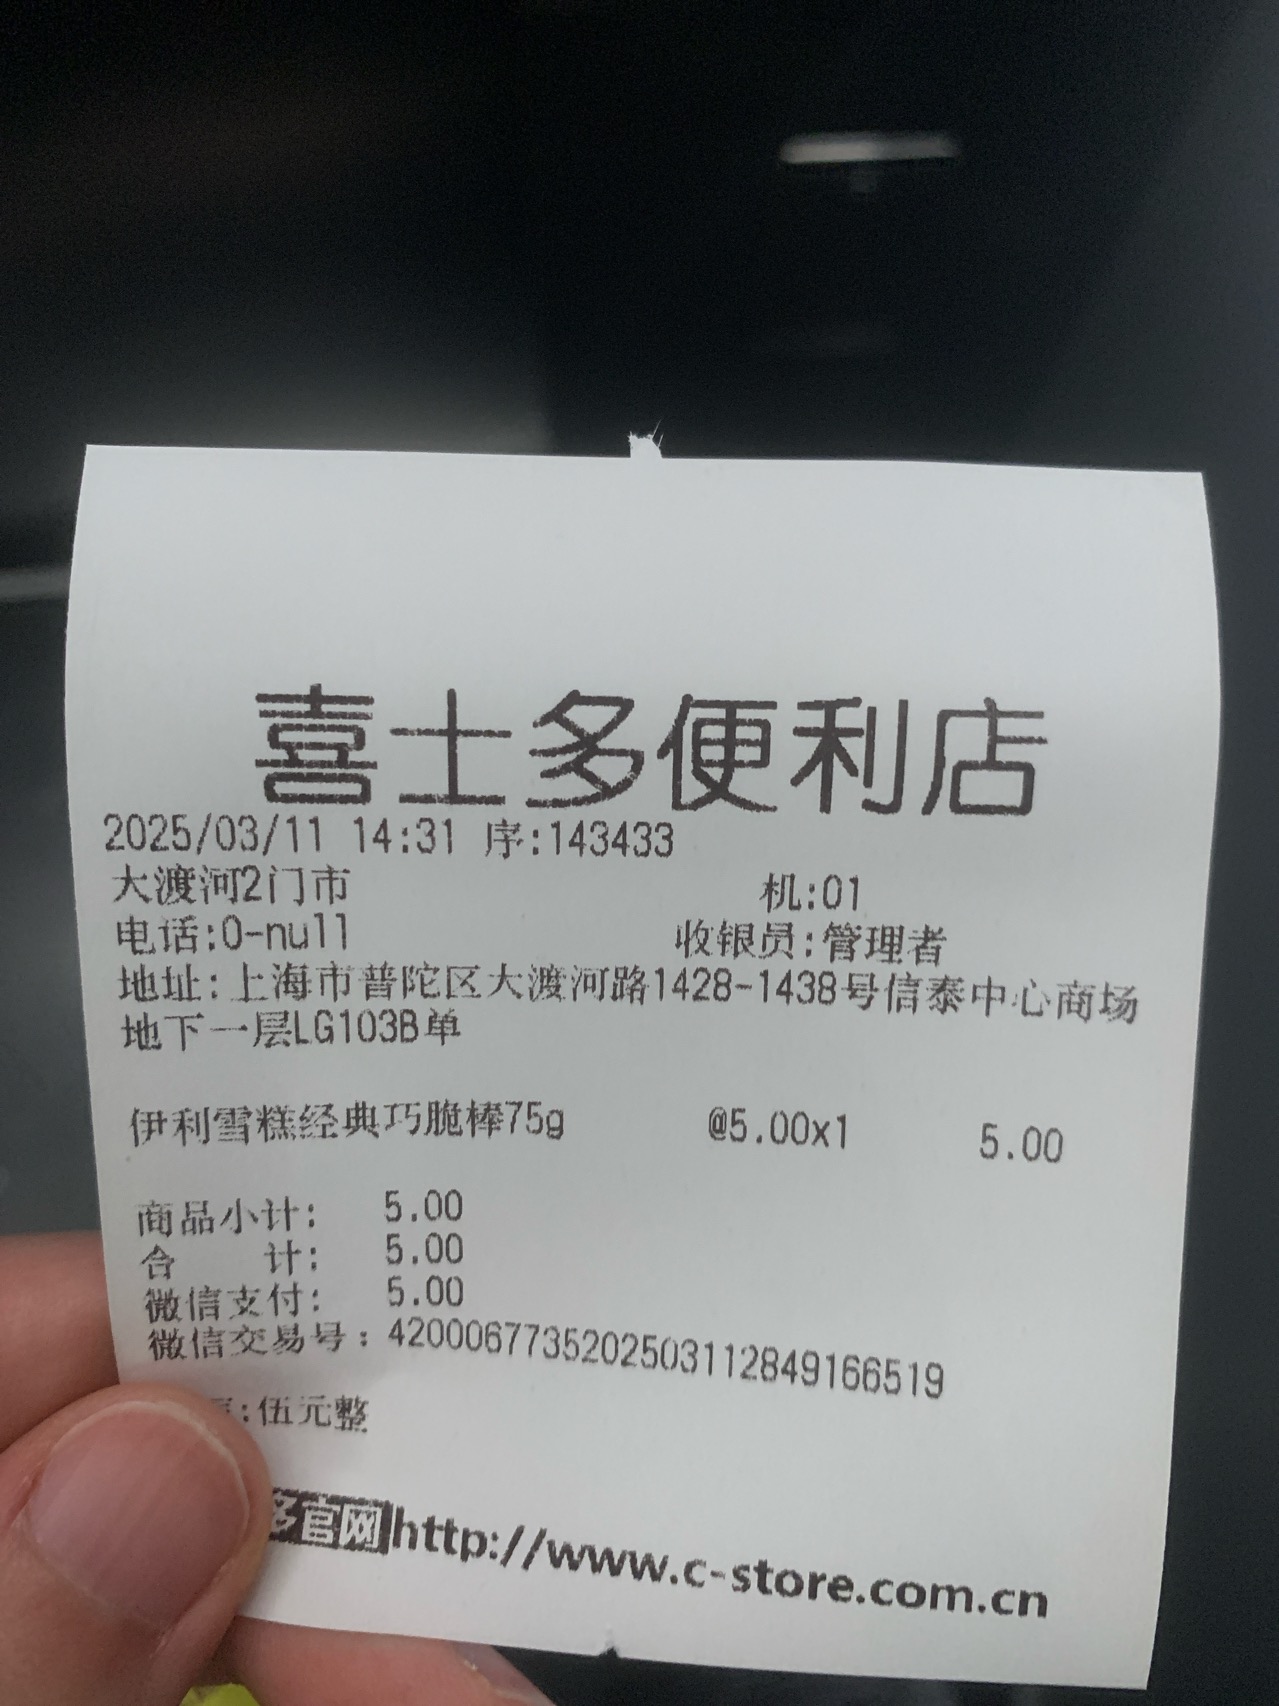 喜士多便利店
2025/03/11 14:31 序:143433
大渡河2门市 机:01
电话:0-null 收银员:管理者
地址:上海市普陀区大渡河路1428-1438号信泰中心商场
地下一层LG103B单
伊利雪糕经典巧脆棒75g @5.00x1 5.00
商品小计: 5.00
合 计: 5.00
微信支付: 5.00
微信交易号:4200067735202503112849166519
:伍元整
多官网http://www.c-store.com.cn